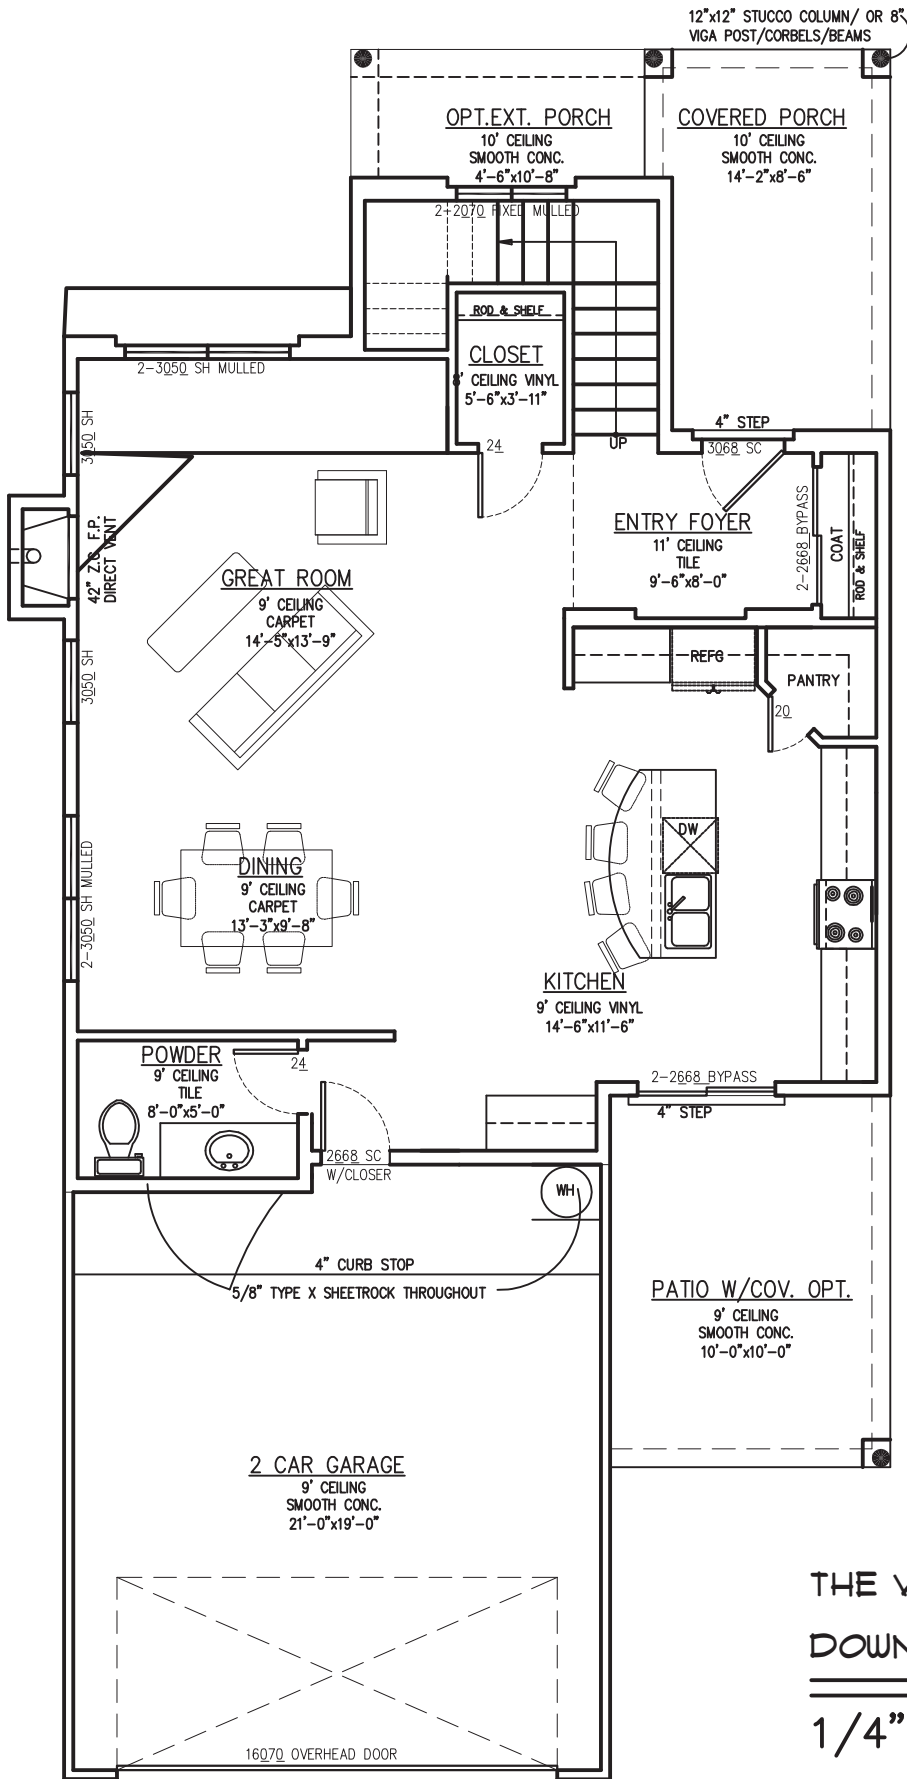 12"x12" STUCCO COLUMN/ OR 8"
VIGA POST/CORBELS/BEAMS
OPT.EXT. PORCH
10' CEILING
SMOOTH CONC.
4'-6"x10'-8"
COVERED PORCH
10' CEILING
SMOOTH CONC.
14'-2"x8'-6"
2-2070 FIXED MULLED
ROD & SHELF
CLOSET
8' CEILING VINYL
5'-6"x3'-11"
2-3050 SH MULLED
3050 SH
24
UP
4" STEP
3068 SC
ENTRY FOYER
11' CEILING
TILE
9'-6"x8'-0"
2-2668 BYPASS
COAT
ROD & SHELF
42" Z.C. F.P.
DIRECT VENT
GREAT ROOM
9' CEILING
CARPET
14'-5"x13'-9"
3050 SH
REFG
PANTRY
20
DW
DINING
9' CEILING
CARPET
13'-3"x9'-8"
2-3050 SH MULLED
KITCHEN
9' CEILING VINYL
14'-6"x11'-6"
POWDER
9' CEILING
TILE
8'-0"x5'-0"
24
2-2668 BYPASS
4" STEP
2668 SC
W/CLOSER
WH
4" CURB STOP
5/8" TYPE X SHEETROCK THROUGHOUT
PATIO W/COV. OPT.
9' CEILING
SMOOTH CONC.
10'-0"x10'-0"
2 CAR GARAGE
9' CEILING
SMOOTH CONC.
21'-0"x19'-0"
16070 OVERHEAD DOOR
THE
DOWN
1/4"